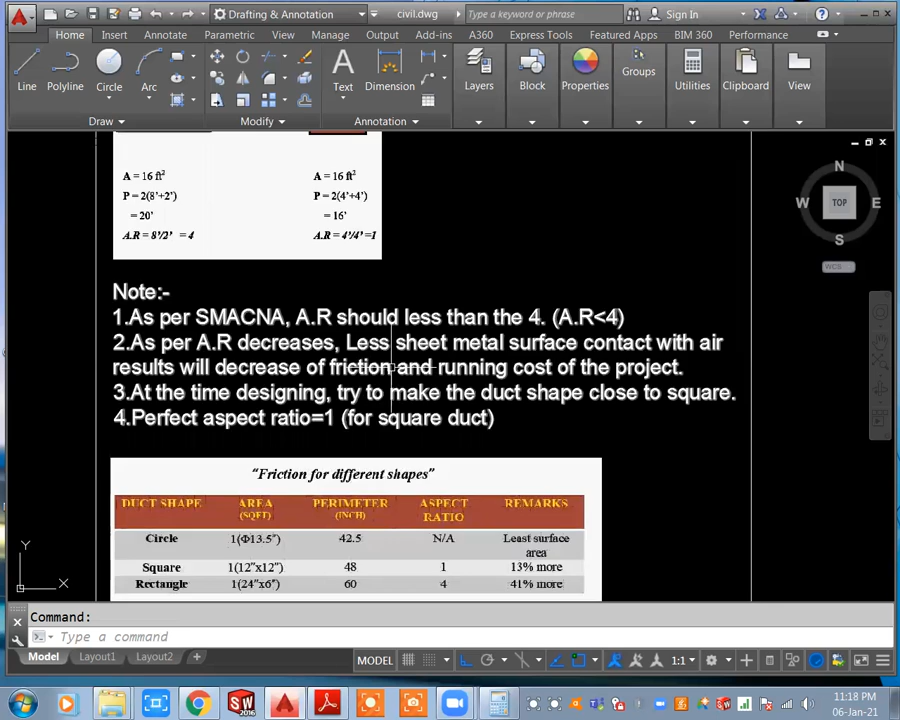 Drafting & Annotation
civil.dwg
Type a keyword or phrase
Sign In
Home Insert Annotate Parametric View Manage Output Add-ins A360 Express Tools Featured Apps BIM 360 Performance
Line Polyline Circle Arc Text Dimension Layers Block Properties Groups Utilities Clipboard View
Draw Modify Annotation
A = 16 ft² A = 16 ft²
P = 2(8'+2') P = 2(4'+4')
= 20' = 16'
A.R = 8'/2' = 4 A.R = 4'/4' =1
N
W TOP E
S
WCS
Note:-
1.As per SMACNA, A.R should less than the 4. (A.R<4)
2.As per A.R decreases, Less sheet metal surface contact with air
results will decrease of friction and running cost of the project.
3.At the time designing, try to make the duct shape close to square.
4.Perfect aspect ratio=1 (for square duct)
"Friction for different shapes"
DUCT SHAPE AREA (SQFT) PERIMETER (INCH) ASPECT RATIO REMARKS
Circle 1(Φ13.5") 42.5 N/A Least surface area
Square 1(12"x12") 48 1 13% more
Rectangle 1(24"x6") 60 4 41% more
Y
X
Command:
Type a command
Model Layout1 Layout2 +
MODEL 1:1
SW 2016
11:18 PM
06-Jan-21